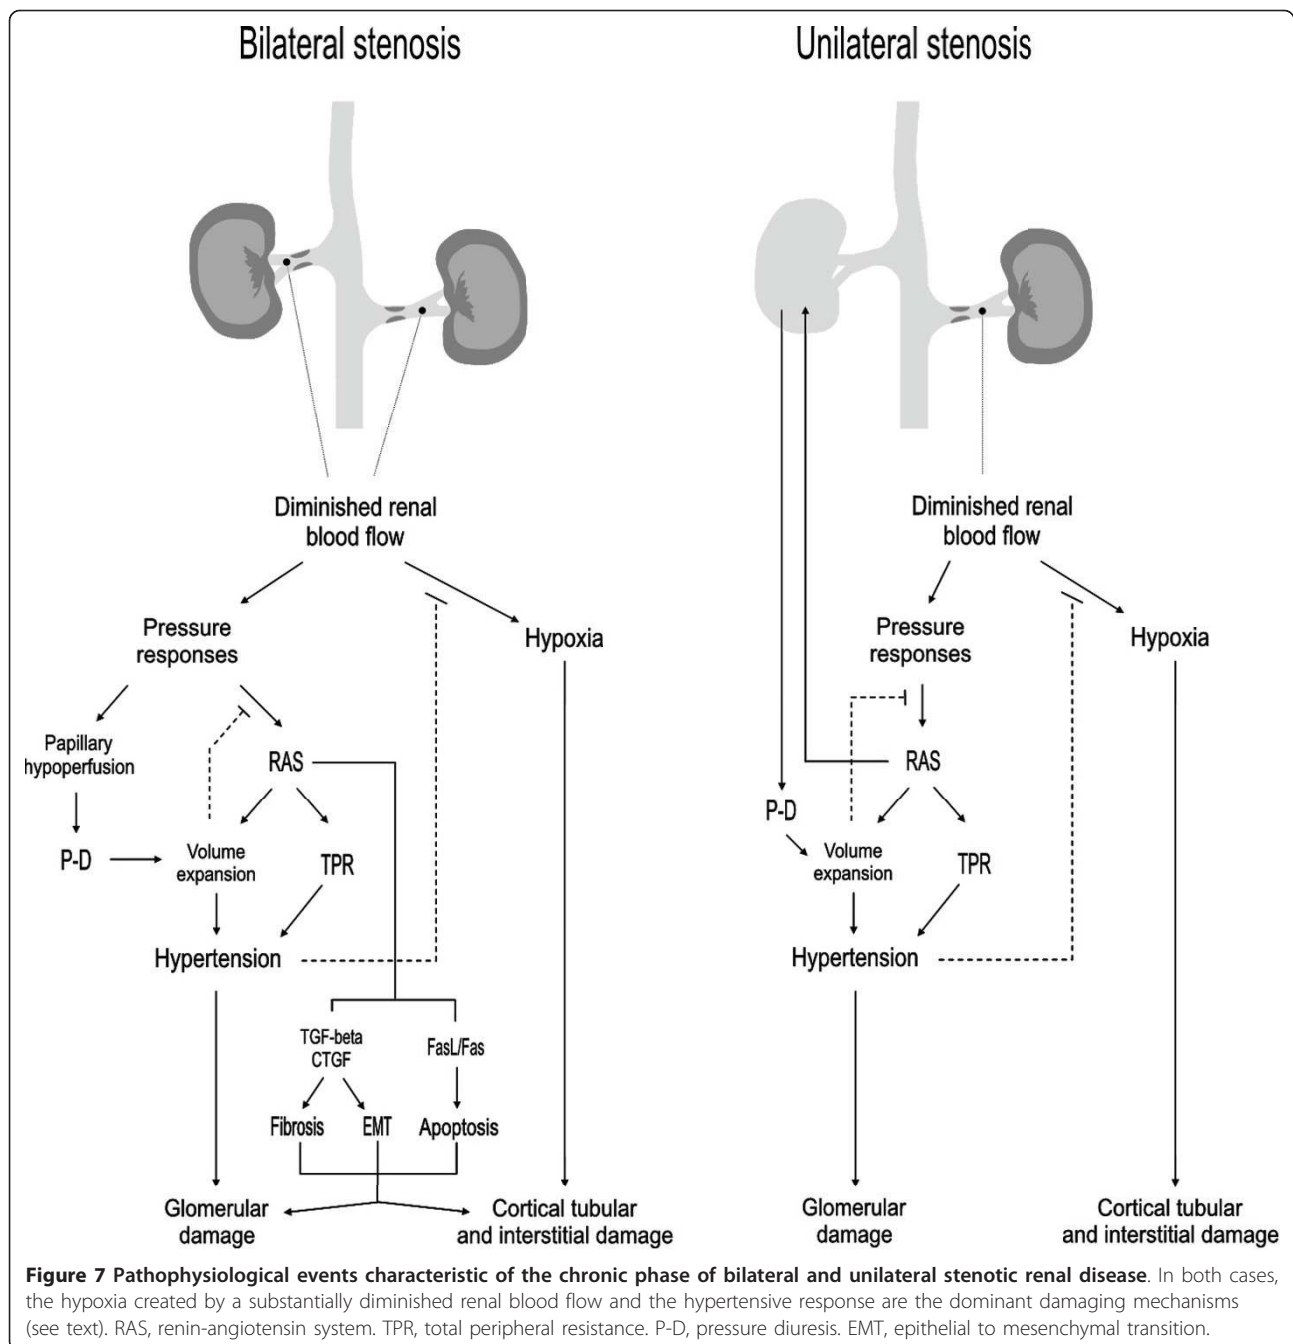 Bilateral stenosis
Unilateral stenosis
Diminished renal
blood flow
Pressure
responses
Hypoxia
Papillary
hypoperfusion
RAS
P-D
Volume
expansion
TPR
Hypertension
TGF-beta
CTGF
FasL/Fas
Fibrosis
EMT
Apoptosis
Glomerular
damage
Cortical tubular
and interstitial damage
Diminished renal
blood flow
Pressure
responses
Hypoxia
RAS
P-D
Volume
expansion
TPR
Hypertension
Glomerular
damage
Cortical tubular
and interstitial damage
Figure 7 Pathophysiological events characteristic of the chronic phase of bilateral and unilateral stenotic renal disease. In both cases,
the hypoxia created by a substantially diminished renal blood flow and the hypertensive response are the dominant damaging mechanisms
(see text). RAS, renin-angiotensin system. TPR, total peripheral resistance. P-D, pressure diuresis. EMT, epithelial to mesenchymal transition.